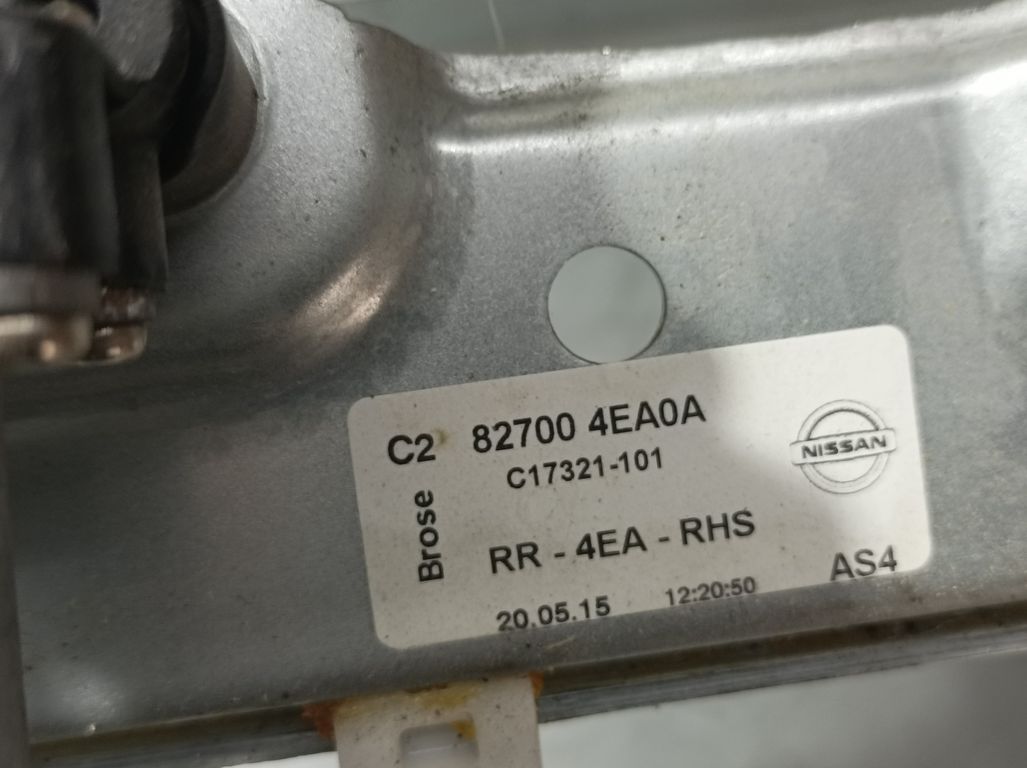 C2 82700 4EA0A
C17321-101
NISSAN
Brose
RR - 4EA - RHS
AS4
20.05.15 12:20:50